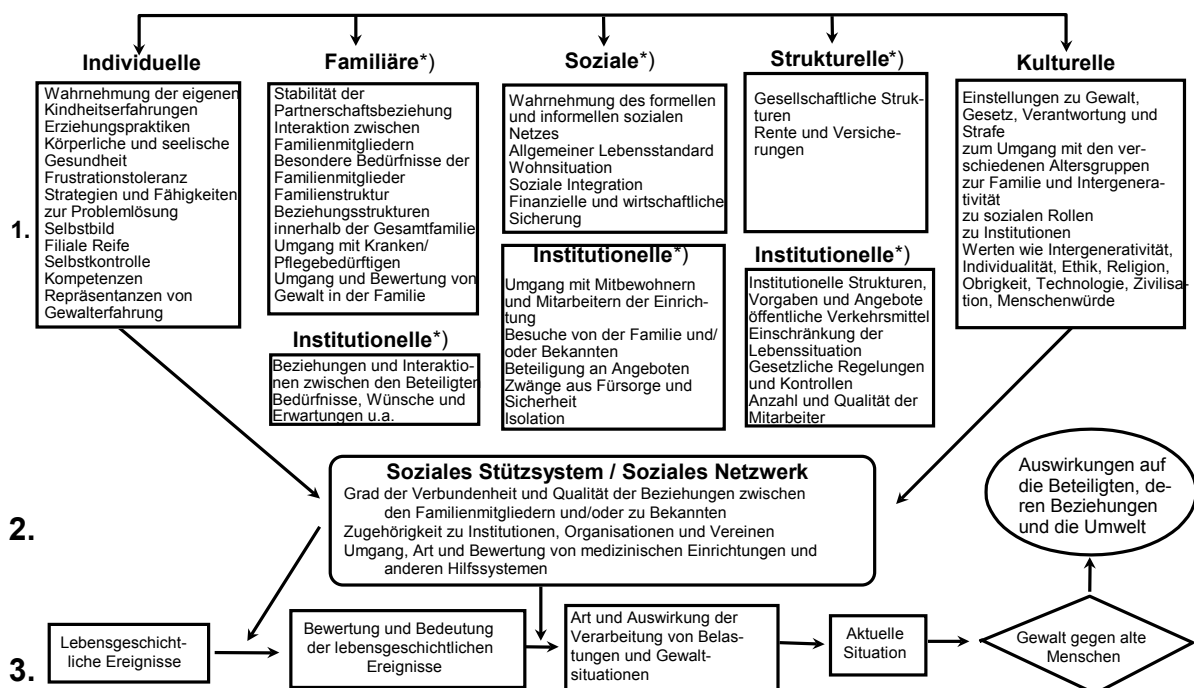 Individuelle
Wahrnehmung der eigenen
Kindheitserfahrungen
Erziehungspraktiken
Körperliche und seelische
Gesundheit
Frustrationstoleranz
Strategien und Fähigkeiten
zur Problemlösung
Selbstbild
Filiale Reife
Selbstkontrolle
Kompetenzen
Repräsentanzen von
Gewalterfahrung
Familiäre*)
Stabilität der
Partnerschaftsbeziehung
Interaktion zwischen
Familienmitgliedern
Besondere Bedürfnisse der
Familienmitglieder
Familienstruktur
Beziehungsstrukturen
innerhalb der Gesamtfamilie
Umgang mit Kranken/
Pflegebedürftigen
Umgang und Bewertung von
Gewalt in der Familie
Institutionelle*)
Beziehungen und Interaktio-
nen zwischen den Beteiligten
Bedürfnisse, Wünsche und
Erwartungen u.a.
Soziale*)
Wahrnehmung des formellen
und informellen sozialen
Netzes
Allgemeiner Lebensstandard
Wohnsituation
Soziale Integration
Finanzielle und wirtschaftliche
Sicherung
Institutionelle*)
Umgang mit Mitbewohnern
und Mitarbeitern der Einrich-
tung
Besuche von der Familie und/
oder Bekannten
Beteiligung an Angeboten
Zwänge aus Fürsorge und
Sicherheit
Isolation
Strukturelle*)
Gesellschaftliche Struk-
turen
Rente und Versiche-
rungen
Institutionelle*)
Institutionelle Strukturen,
Vorgaben und Angebote
öffentliche Verkehrsmittel
Einschränkung der
Lebenssituation
Gesetzliche Regelungen
und Kontrollen
Anzahl und Qualität der
Mitarbeiter
Kulturelle
Einstellungen zu Gewalt,
Gesetz, Verantwortung und
Strafe
zum Umgang mit den ver-
schiedenen Altersgruppen
zur Familie und Intergenera-
tivität
zu sozialen Rollen
zu Institutionen
Werten wie Intergenerativität,
Individualität, Ethik, Religion,
Obrigkeit, Technologie, Zivilisa-
tion, Menschenwürde
1.
2.
Soziales Stützsystem / Soziales Netzwerk
Grad der Verbundenheit und Qualität der Beziehungen zwischen
den Familienmitgliedern und/oder zu Bekannten
Zugehörigkeit zu Institutionen, Organisationen und Vereinen
Umgang, Art und Bewertung von medizinischen Einrichtungen und
anderen Hilfssystemen
Auswirkungen auf
die Beteiligten, de-
ren Beziehungen
und die Umwelt
3.
Lebensgeschicht-
liche Ereignisse
Bewertung und Bedeutung
der lebensgeschichtlichen
Ereignisse
Art und Auswirkung der
Verarbeitung von Belas-
tungen und Gewalt-
situationen
Aktuelle
Situation
Gewalt gegen alte
Menschen